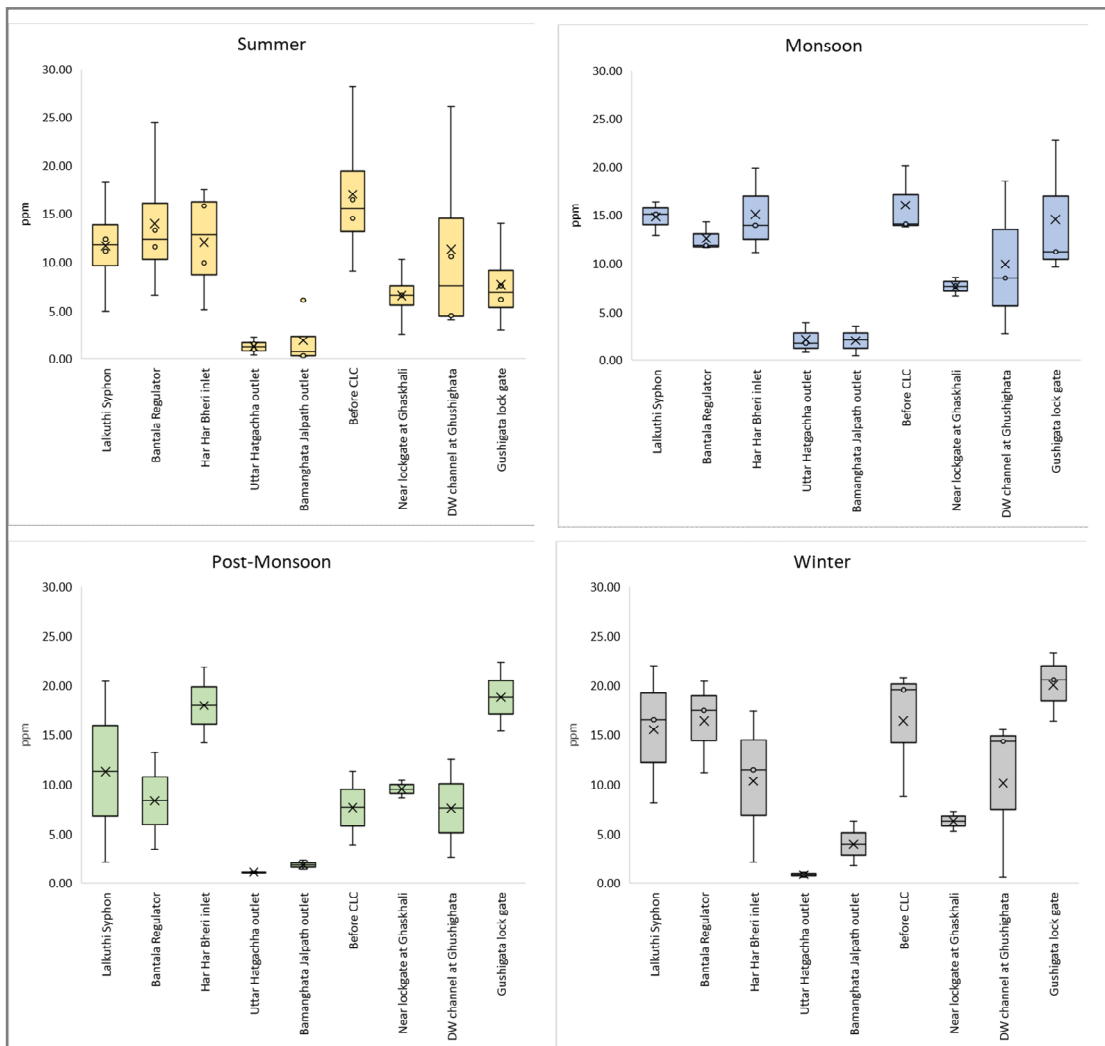 Summer
30.00
25.00
20.00
15.00
10.00
5.00
0.00
ppm
Lalkuthi Syphon
Bantala Regulator
Har Har Bheri inlet
Uttar Hatgachha outlet
Bamanghata Jalpath outlet
Before CLC
Near lockgate at Ghaskhali
DW channel at Ghushighata
Gushigata lock gate
Monsoon
30.00
25.00
20.00
15.00
10.00
5.00
0.00
ppm
Lalkuthi Syphon
Bantala Regulator
Har Har Bheri inlet
Uttar Hatgachha outlet
Bamanghata Jalpath outlet
Before CLC
Near lockgate at Ghaskhali
DW channel at Ghushighata
Gushigata lock gate
Post-Monsoon
30.00
25.00
20.00
15.00
10.00
5.00
0.00
ppm
Lalkuthi Syphon
Bantala Regulator
Har Har Bheri inlet
Uttar Hatgachha outlet
Bamanghata Jalpath outlet
Before CLC
Near lockgate at Ghaskhali
DW channel at Ghushighata
Gushigata lock gate
Winter
30.00
25.00
20.00
15.00
10.00
5.00
0.00
ppm
Lalkuthi Syphon
Bantala Regulator
Har Har Bheri inlet
Uttar Hatgachha outlet
Bamanghata Jalpath outlet
Before CLC
Near lockgate at Ghaskhali
DW channel at Ghushighata
Gushigata lock gate